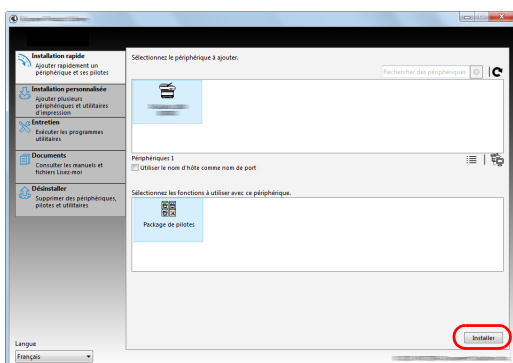 Installation rapide
Ajouter rapidement un
périphérique et ses pilotes
Installation personnalisée
Ajouter plusieurs
périphériques et utilitaires
d'impression
Entretien
Exécuter les programmes
utilitaires
Documents
Consulter les manuels et
fichiers Lisez-moi
Désinstaller
Supprimer des périphériques,
pilotes et utilitaires
Langue
Français
Sélectionnez le périphérique à ajouter.
Rechercher des périphériques
Périphériques 1
Utiliser le nom d'hôte comme nom de port
Sélectionnez les fonctions à utiliser avec ce périphérique.
Package de pilotes
Installer